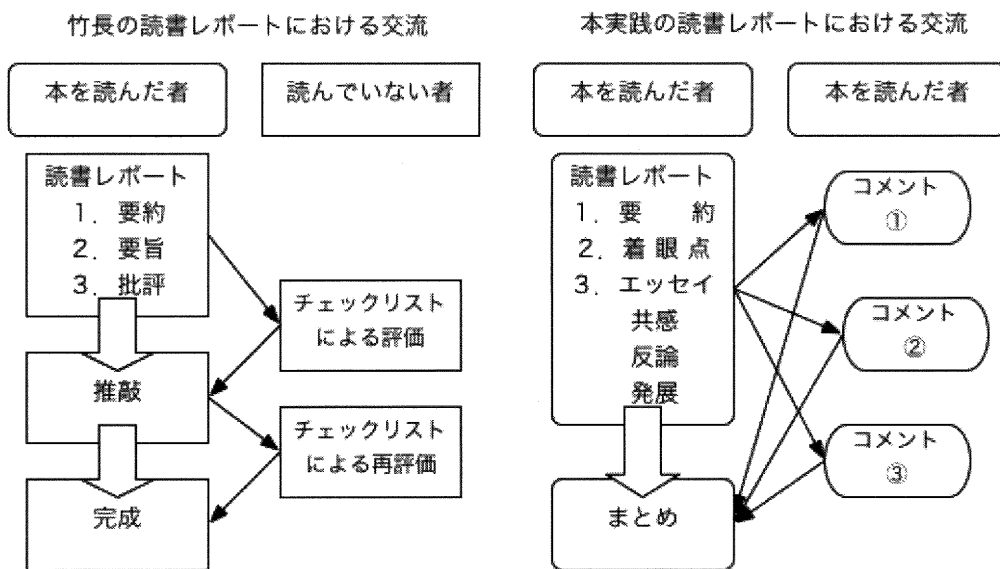 竹長の読書レポートにおける交流
本を読んだ者
読んでいない者
読書レポート
1．要約
2．要旨
3．批評
チェックリスト
による評価
推敲
チェックリスト
による再評価
完成
本実践の読書レポートにおける交流
本を読んだ者
本を読んだ者
読書レポート
1．要　　約
2．着 眼 点
3．エッセイ
共感
反論
発展
コメント
①
コメント
②
コメント
③
まとめ